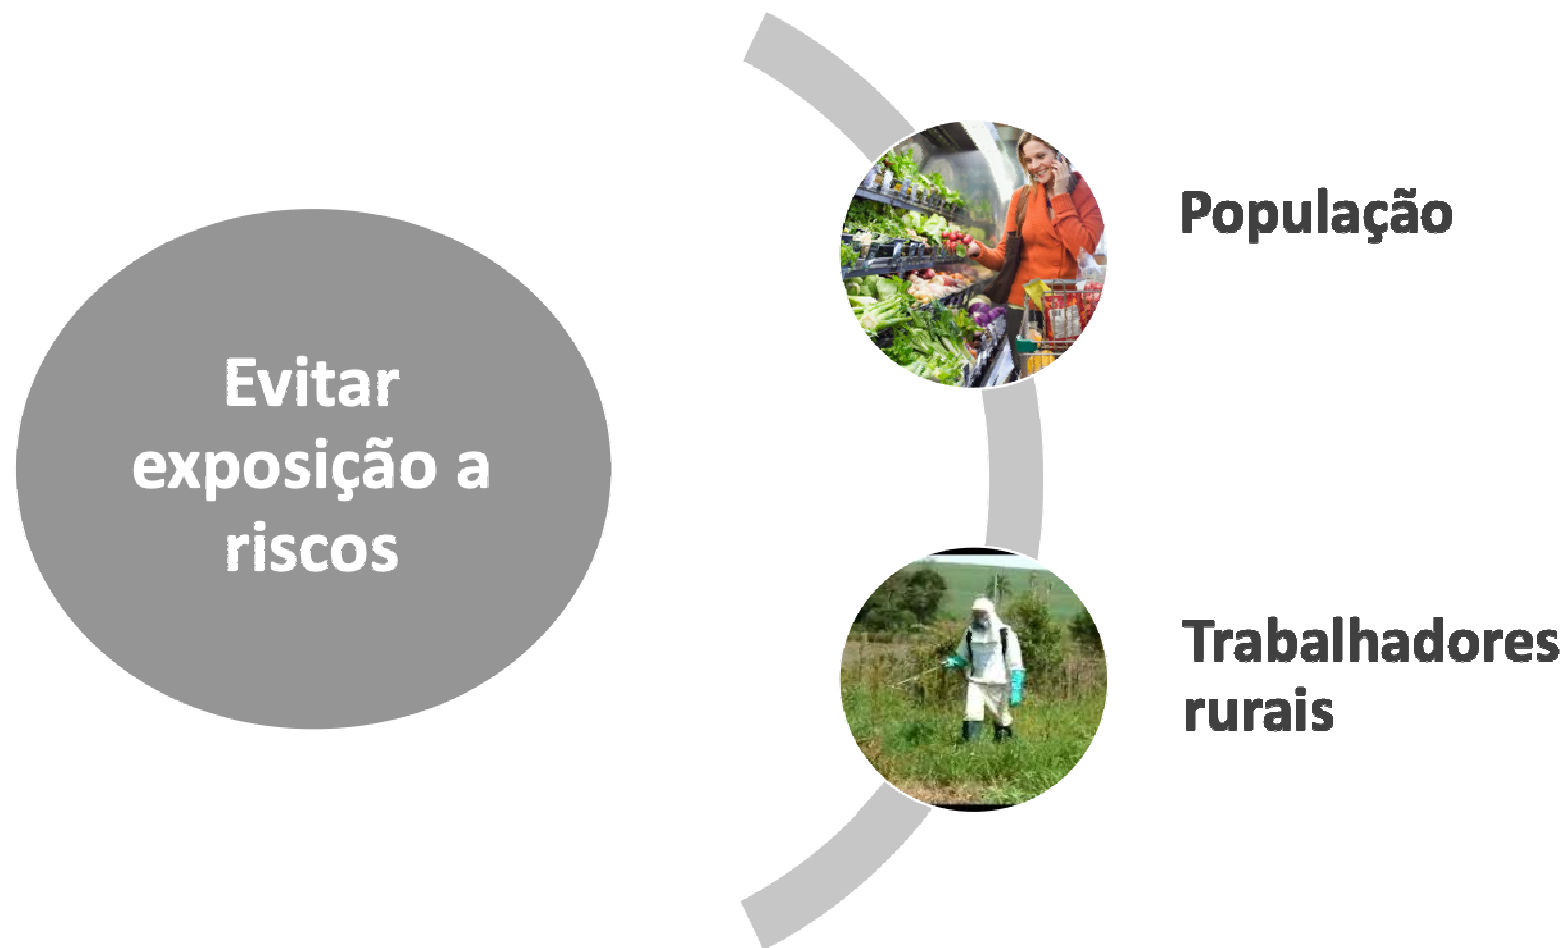 Evitar
exposição a
riscos
População
Trabalhadores
rurais